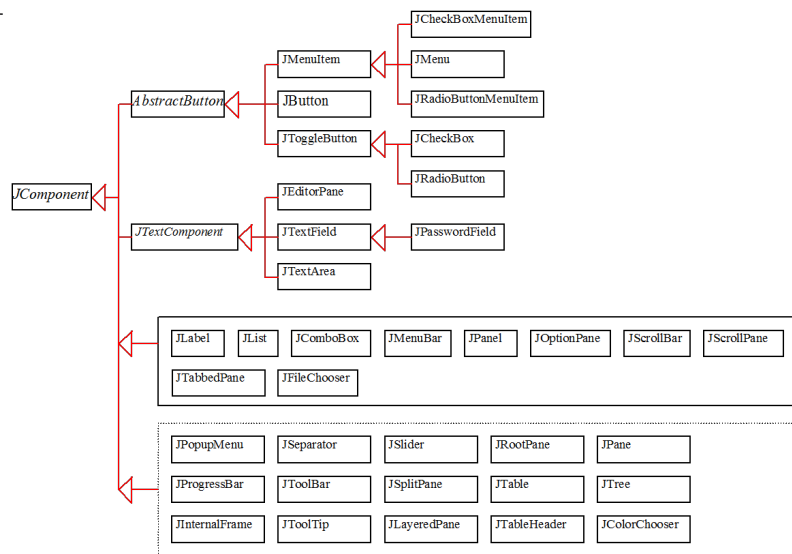 JCheckBoxMenuItem
JMenuItem
JMenu
AbstractButton
JButton
JRadioButtonMenuItem
JToggleButton
JCheckBox
JRadioButton
JComponent
JEditorPane
JTextComponent
JTextField
JPasswordField
JTextArea
JLabel JList JComboBox JMenuBar JPanel JOptionPane JScrollBar JScrollPane
JTabbedPane JFileChooser
JPopupMenu JSeparator JSlider JRootPane JPane
JProgressBar JToolBar JSplitPane JTable JTree
JInternalFrame JToolTip JLayeredPane JTableHeader JColorChooser